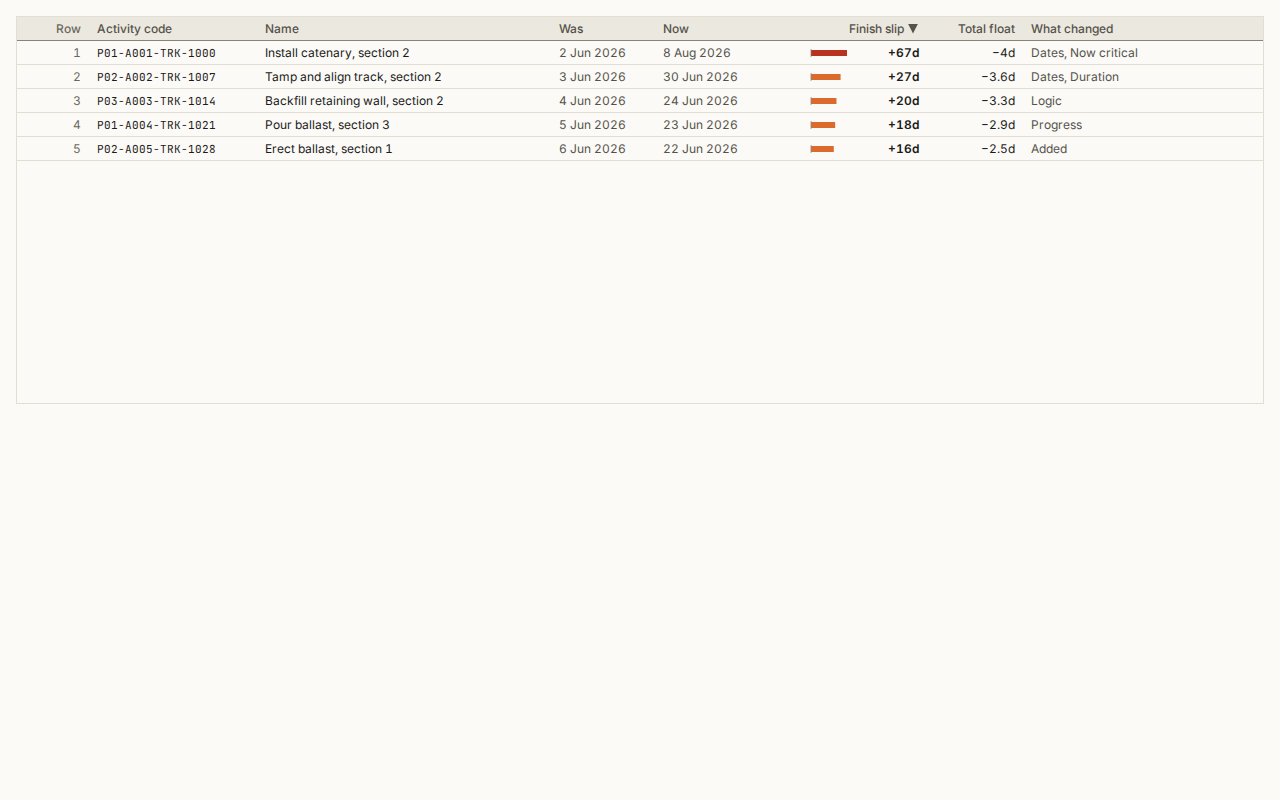 Row Activity code Name Was Now Finish slip ▼ Total float What changed
1 P01-A001-TRK-1000 Install catenary, section 2 2 Jun 2026 8 Aug 2026 +67d −4d Dates, Now critical
2 P02-A002-TRK-1007 Tamp and align track, section 2 3 Jun 2026 30 Jun 2026 +27d −3.6d Dates, Duration
3 P03-A003-TRK-1014 Backfill retaining wall, section 2 4 Jun 2026 24 Jun 2026 +20d −3.3d Logic
4 P01-A004-TRK-1021 Pour ballast, section 3 5 Jun 2026 23 Jun 2026 +18d −2.9d Progress
5 P02-A005-TRK-1028 Erect ballast, section 1 6 Jun 2026 22 Jun 2026 +16d −2.5d Added